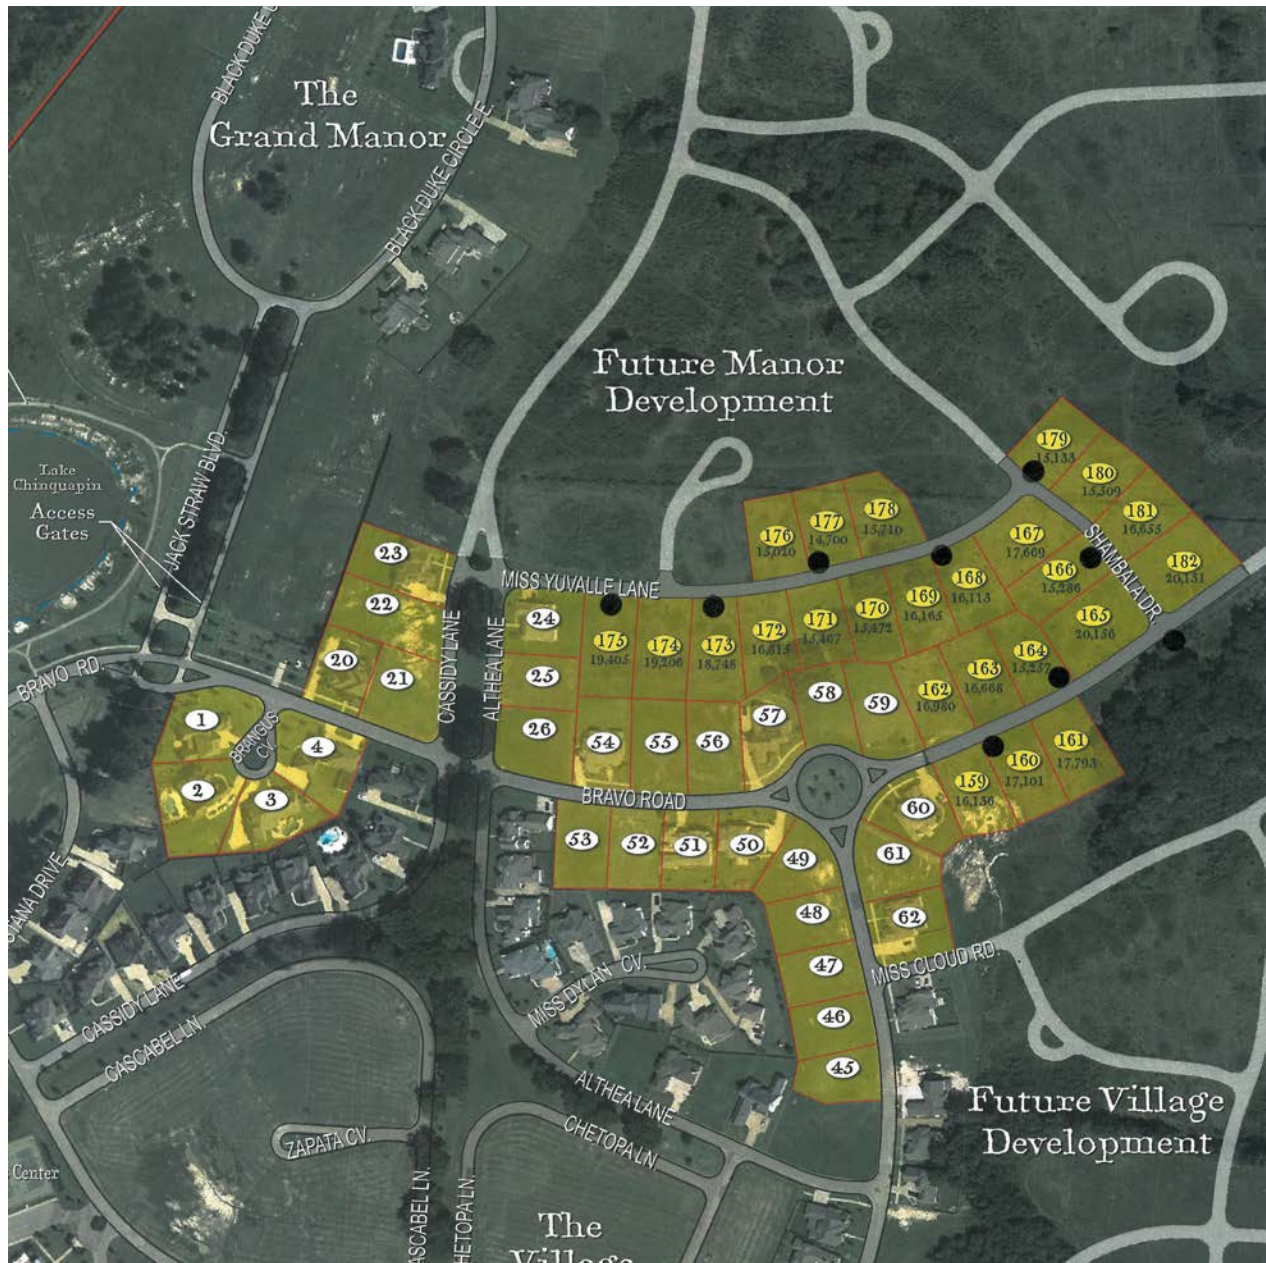 BLACK DUKE C
The
Grand Manor
BLACK DUKE CIRCLE E.
Future Manor
Development
Lake
Chinquapin
Access
Gates
JACK STRAW BLVD.
179
15,133
180
15,509
181
16,655
182
20,131
SHAMBALA DR.
176
15,020
177
14,700
178
15,710
167
17,669
166
15,286
165
20,156
168
16,113
169
16,165
170
15,472
171
15,467
172
16,615
173
18,748
174
19,206
175
19,405
164
15,257
163
16,668
162
16,980
161
17,793
160
17,101
159
16,136
MISS YUVALLE LANE
CASSIDY LANE
ALTHEA LANE
23
22
20
21
24
25
26
54
55
56
57
58
59
BRAVO RD.
1
2
3
4
BRANGUS
CV.
BRAVO ROAD
53
52
51
50
49
48
47
46
45
60
61
62
MISS CLOUD RD.
MISS DYLAN CV.
CASSIDY LANE
CASCABEL LN.
ZAPATA CV.
ALTHEA LANE
CHETOPA LN.
Future Village
Development
Center
The
Village